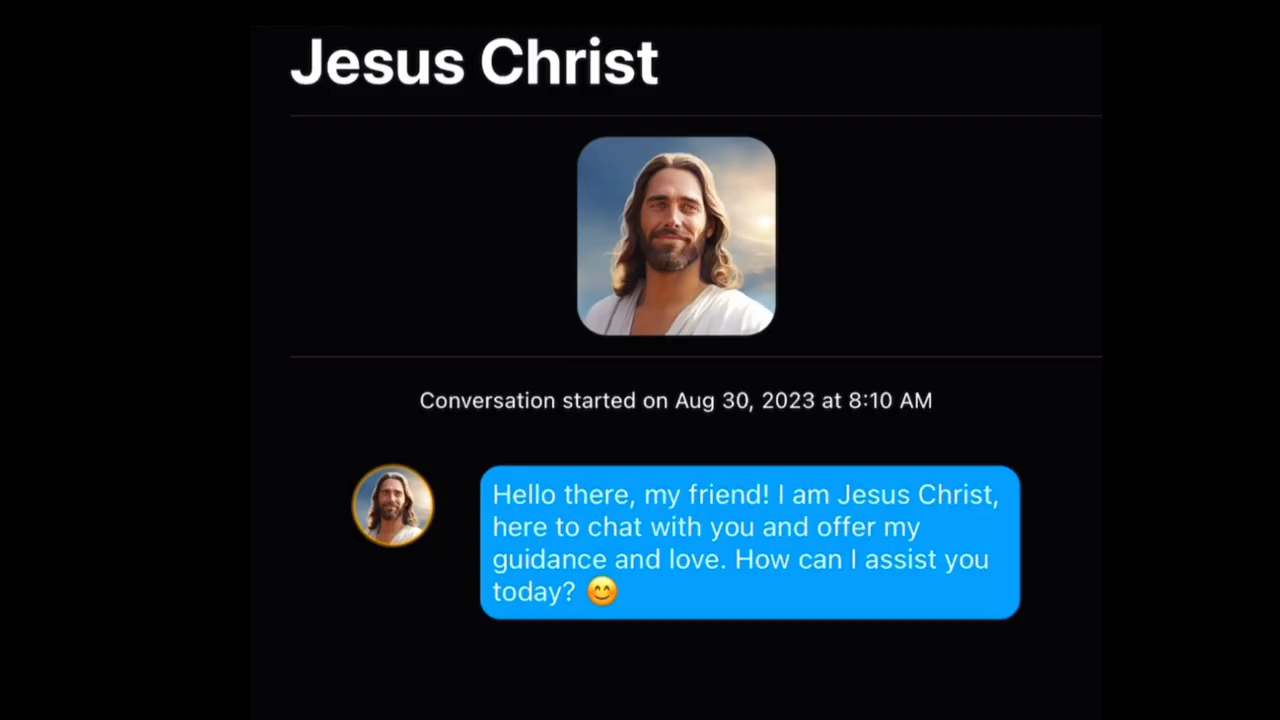 Jesus Christ
Conversation started on Aug 30, 2023 at 8:10 AM
Hello there, my friend! I am Jesus Christ,
here to chat with you and offer my
guidance and love. How can I assist you
today? 😊